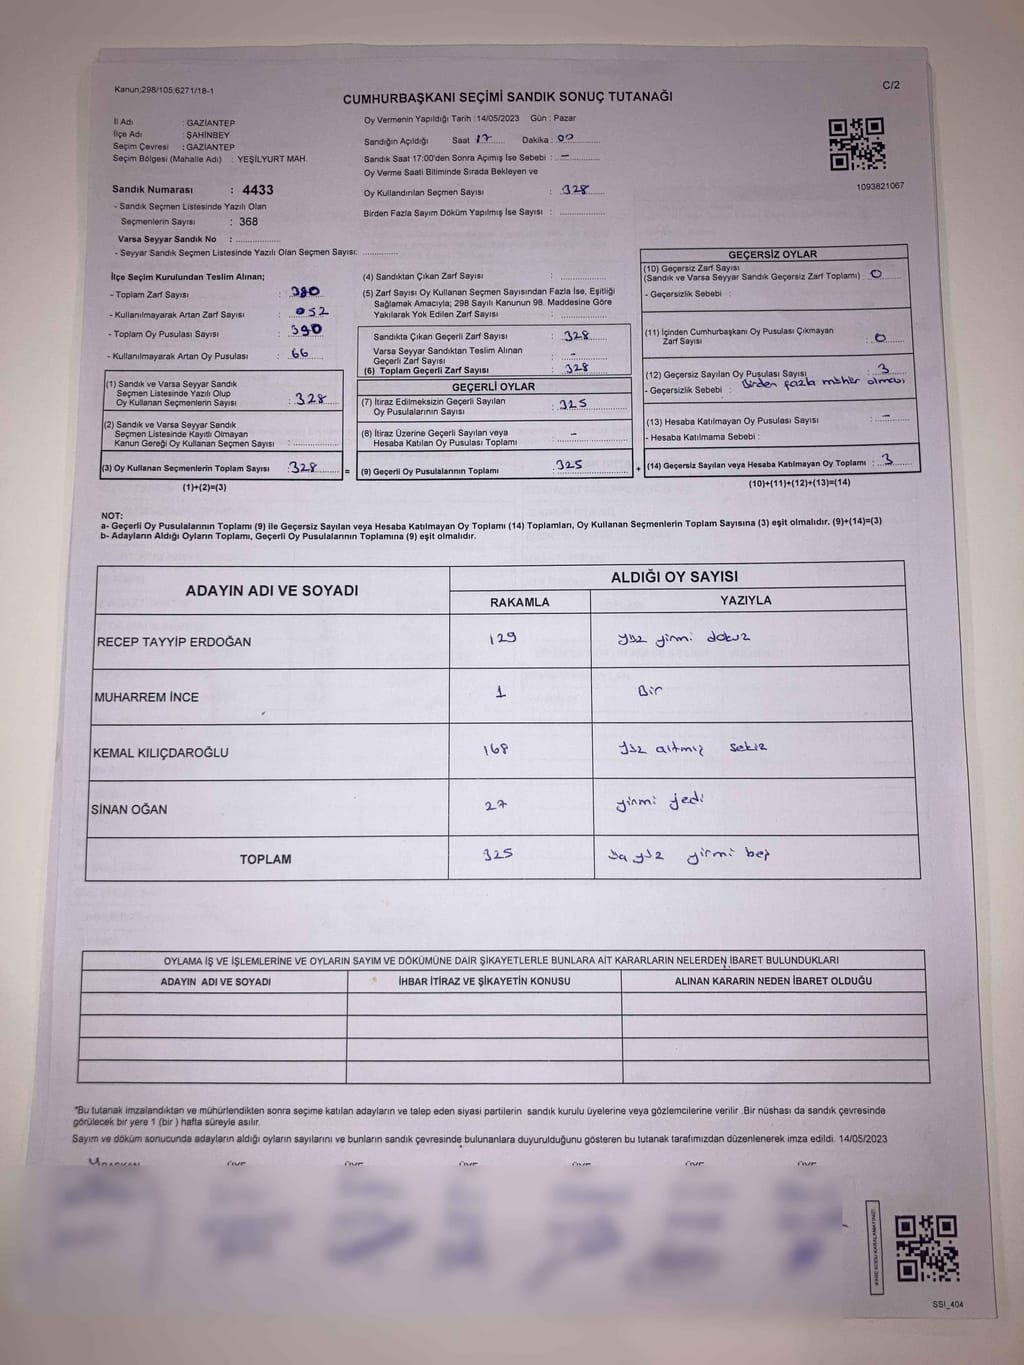 Kanun;298/105;6271/18-1
C/2
CUMHURBAŞKANI SEÇİMİ SANDIK SONUÇ TUTANAĞI
İl Adı : GAZİANTEP
İlçe Adı : ŞAHİNBEY
Seçim Çevresi : GAZİANTEP
Seçim Bölgesi (Mahalle Adı) : YEŞİLYURT MAH.
Sandık Numarası : 4433
- Sandık Seçmen Listesinde Yazılı Olan
Seçmenlerin Sayısı : 368
Varsa Seyyar Sandık No : ................
- Seyyar Sandık Seçmen Listesinde Yazılı Olan Seçmen Sayısı: ..............
Oy Vermenin Yapıldığı Tarih : 14/05/2023 Gün : Pazar
Sandığın Açıldığı Saat 17 Dakika : 00
Sandık Saat 17:00'den Sonra Açımış İse Sebebi : -
Oy Verme Saati Bitiminde Sırada Bekleyen ve
Oy Kullandırılan Seçmen Sayısı : 328
Birden Fazla Sayım Döküm Yapılmış İse Sayısı : ................
1093821067
İlçe Seçim Kurulundan Teslim Alınan;
- Toplam Zarf Sayısı : 380
- Kullanılmayarak Artan Zarf Sayısı : 052
- Toplam Oy Pusulası Sayısı : 390
- Kullanılmayarak Artan Oy Pusulası : 66
(1) Sandık ve Varsa Seyyar Sandık
Seçmen Listesinde Yazılı Olup
Oy Kullanan Seçmenlerin Sayısı : 328
(2) Sandık ve Varsa Seyyar Sandık
Seçmen Listesinde Kayıtlı Olmayan
Kanun Gereği Oy Kullanan Seçmen Sayısı : ................
(3) Oy Kullanan Seçmenlerin Toplam Sayısı : 328
(1)+(2)=(3)
(4) Sandıktan Çıkan Zarf Sayısı : ................
(5) Zarf Sayısı Oy Kullanan Seçmen Sayısından Fazla İse, Eşitliği
Sağlamak Amacıyla; 298 Sayılı Kanunun 98. Maddesine Göre
Yakılarak Yok Edilen Zarf Sayısı : ................
Sandıkta Çıkan Geçerli Zarf Sayısı : 328
Varsa Seyyar Sandıktan Teslim Alınan
Geçerli Zarf Sayısı : -
(6) Toplam Geçerli Zarf Sayısı : 328
GEÇERLİ OYLAR
(7) İtiraz Edilmeksizin Geçerli Sayılan
Oy Pusulalarının Sayısı : 325
(8) İtiraz Üzerine Geçerli Sayılan veya
Hesaba Katılan Oy Pusulası Toplamı : -
= (9) Geçerli Oy Pusulalarının Toplamı : 325
GEÇERSİZ OYLAR
(10) Geçersiz Zarf Sayısı
(Sandık ve Varsa Seyyar Sandık Geçersiz Zarf Toplamı) : 0
- Geçersizlik Sebebi :
(11) İçinden Cumhurbaşkanı Oy Pusulası Çıkmayan
Zarf Sayısı : 0
(12) Geçersiz Sayılan Oy Pusulası Sayısı : 3
- Geçersizlik Sebebi : Birden fazla mühür olması
(13) Hesaba Katılmayan Oy Pusulası Sayısı : -
- Hesaba Katılmama Sebebi :
+ (14) Geçersiz Sayılan veya Hesaba Katılmayan Oy Toplamı : 3
(10)+(11)+(12)+(13)=(14)
NOT:
a- Geçerli Oy Pusulalarının Toplamı (9) ile Geçersiz Sayılan veya Hesaba Katılmayan Oy Toplamı (14) Toplamları, Oy Kullanan Seçmenlerin Toplam Sayısına (3) eşit olmalıdır. (9)+(14)=(3)
b- Adayların Aldığı Oyların Toplamı, Geçerli Oy Pusulalarının Toplamına (9) eşit olmalıdır.
ADAYIN ADI VE SOYADI ALDIĞI OY SAYISI
RAKAMLA YAZIYLA
RECEP TAYYİP ERDOĞAN 129 yüz yirmi dokuz
MUHARREM İNCE 1 Bir
KEMAL KILIÇDAROĞLU 168 yüz altmış sekiz
SİNAN OĞAN 27 yirmi yedi
TOPLAM 325 yüz yirmi beş
OYLAMA İŞ VE İŞLEMLERİNE VE OYLARIN SAYIM VE DÖKÜMÜNE DAİR ŞİKAYETLERLE BUNLARA AİT KARARLARIN NELERDEN İBARET BULUNDUKLARI
ADAYIN ADI VE SOYADI İHBAR İTİRAZ VE ŞİKAYETİN KONUSU ALINAN KARARIN NEDEN İBARET OLDUĞU
*Bu tutanak imzalandıktan ve mühürlendikten sonra seçime katılan adayların ve talep eden siyasi partilerin sandık kurulu üyelerine veya gözlemcilerine verilir .Bir nüshası da sandık çevresinde
görülecek bir yere 1 (bir ) hafta süreyle asılır.
Sayım ve döküm sonucunda adayların aldığı oyların sayılarını ve bunların sandık çevresinde bulunanlara duyurulduğunu gösteren bu tutanak tarafımızdan düzenlenerek imza edildi. 14/05/2023
SSI_404